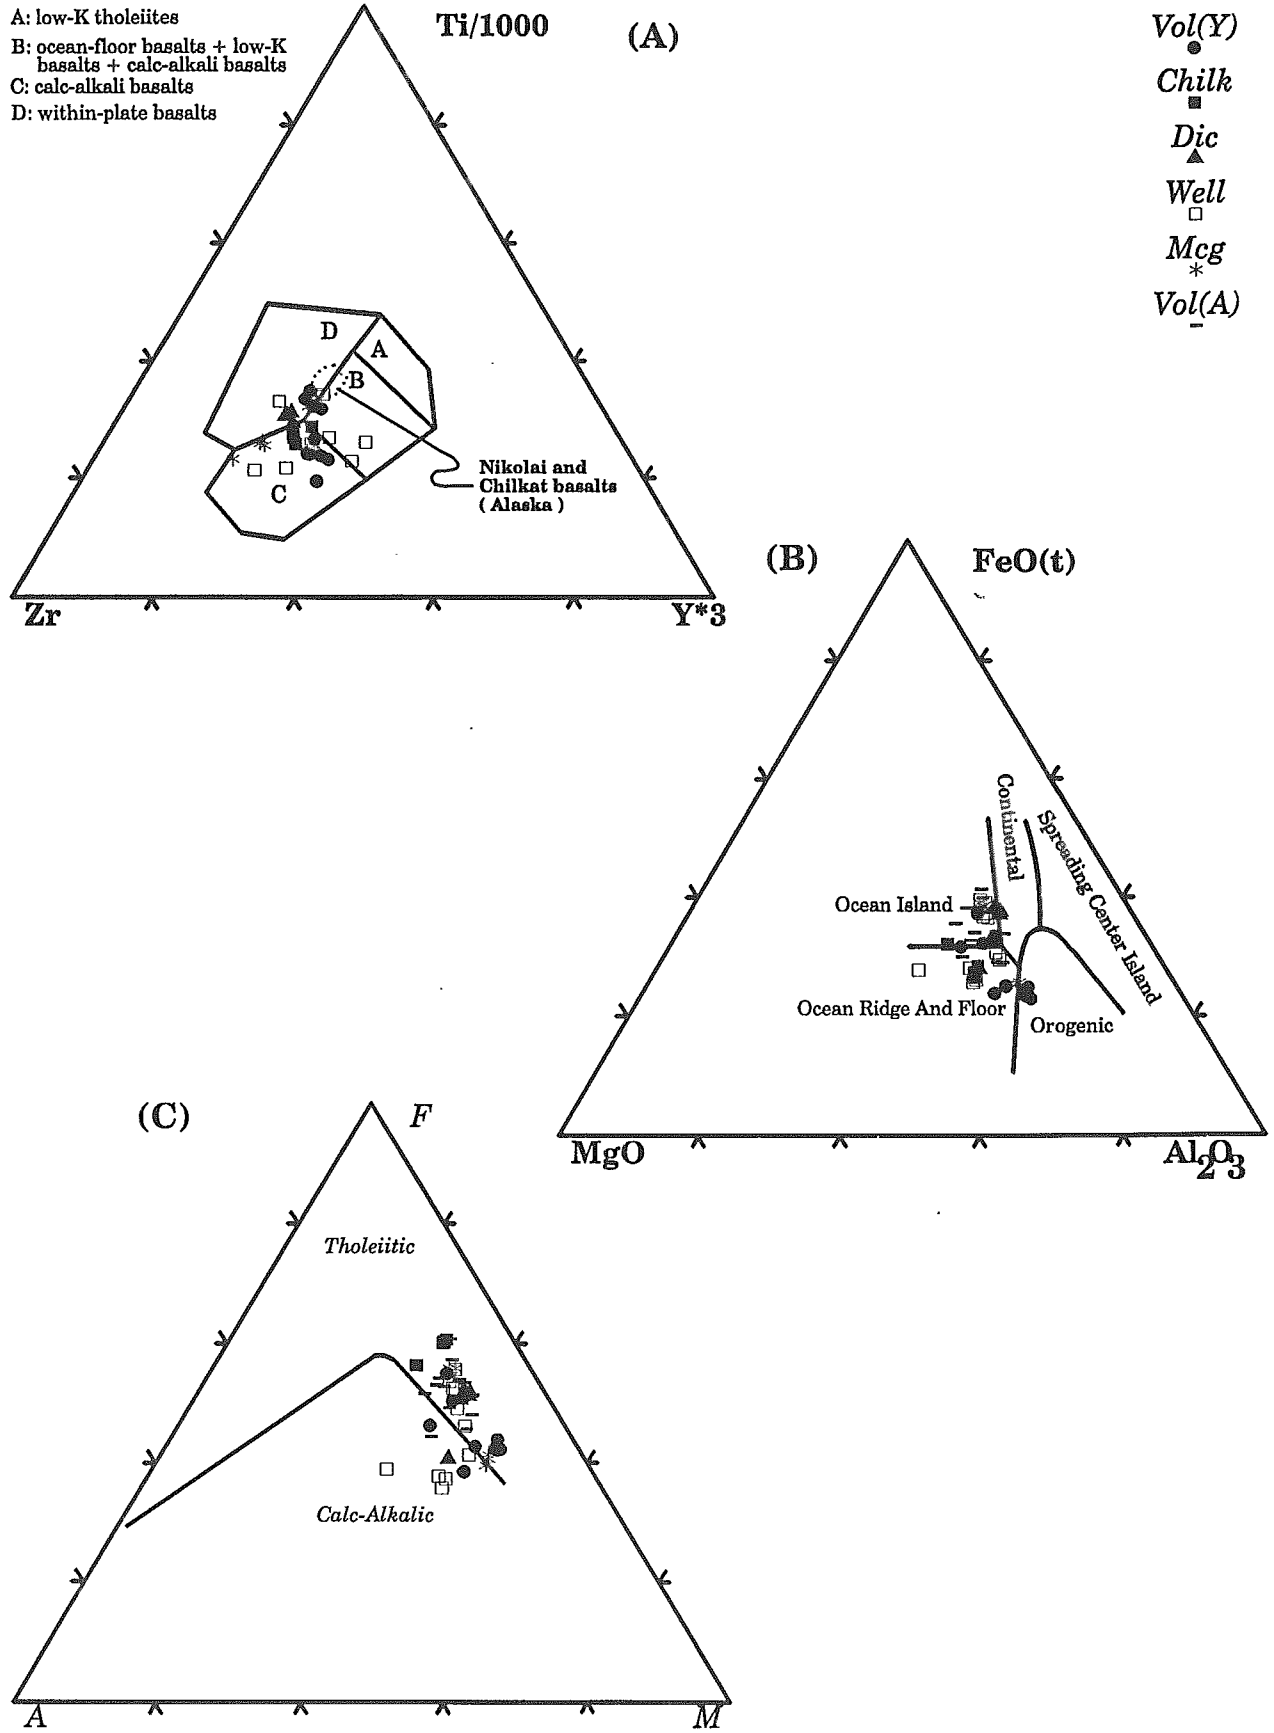 A: low-K tholeiites
B: ocean-floor basalts + low-K
basalts + calc-alkali basalts
C: calc-alkali basalts
D: within-plate basalts
Ti/1000
(A)
Vol(Y)
Chilk
Dic
Well
Mcg
Vol(A)
D
A
B
C
Nikolai and
Chilkat basalts
( Alaska )
Zr
Y*3
(B)
FeO(t)
Continental
Spreading Center Island
Ocean Island
Ocean Ridge And Floor
Orogenic
MgO
Al2O3
(C)
F
Tholeiitic
Calc-Alkalic
A
M